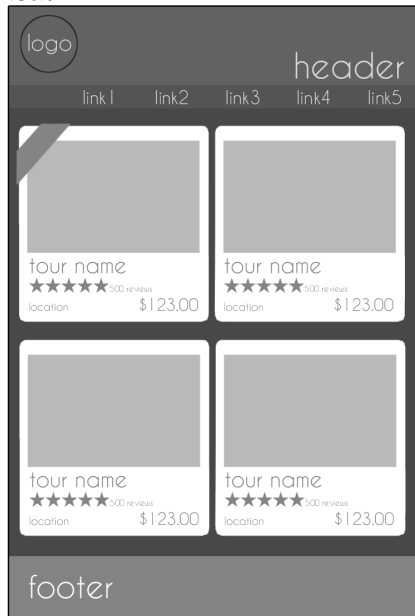 logo
header
link1 link2 link3 link4 link5
tour name
500 reviews
location $123.00
tour name
500 reviews
location $123.00
tour name
500 reviews
location $123.00
tour name
500 reviews
location $123.00
footer